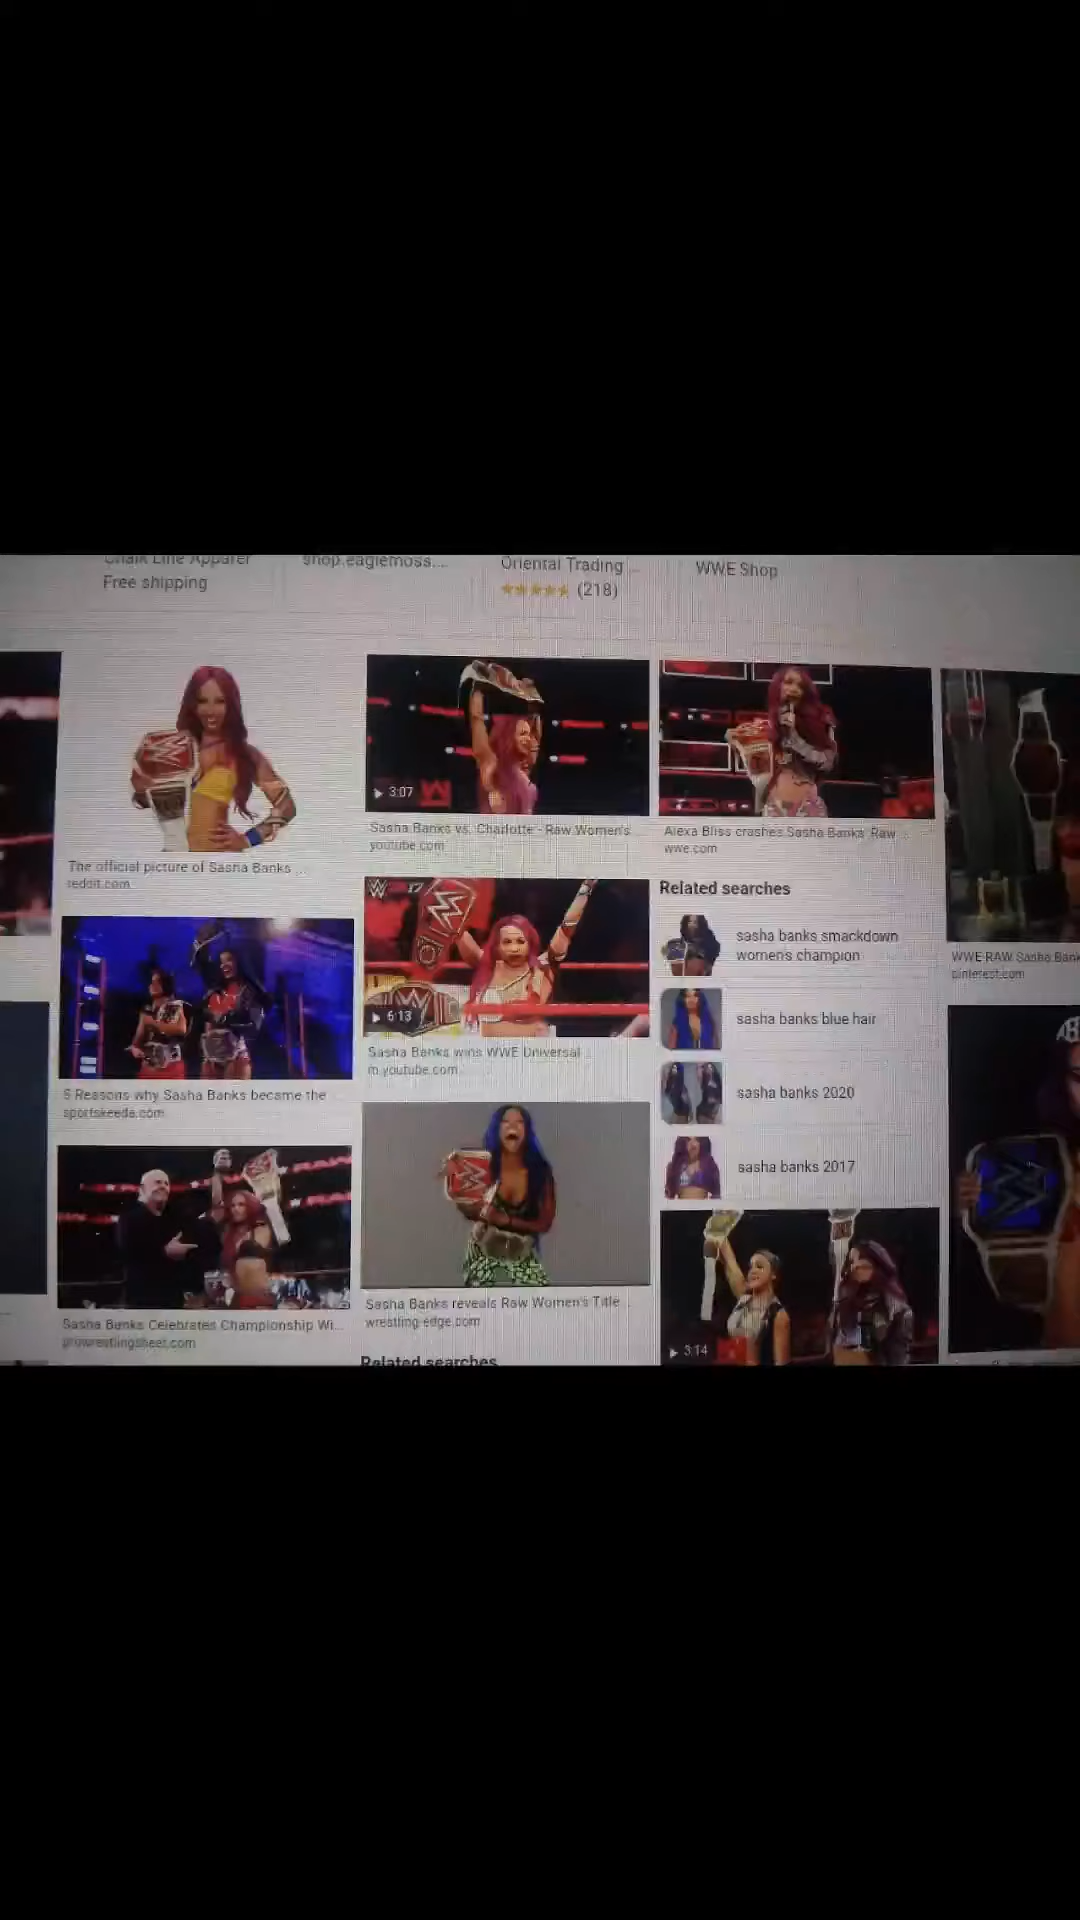 Chalk Line Apparel
Free shipping
shop.eaglemoss....
Oriental Trading ...
(218)
WWE Shop
The official picture of Sasha Banks ...
reddit.com
3:07
Sasha Banks vs. Charlotte - Raw Women's
youtube.com
Alexa Bliss crashes Sasha Banks' Raw ...
wwe.com
5 Reasons why Sasha Banks became the
sportskeeda.com
W 17
6:13
Sasha Banks wins WWE Universal ...
m.youtube.com
Related searches
sasha banks smackdown
women's champion
sasha banks blue hair
sasha banks 2020
sasha banks 2017
WWE RAW Sasha Bank
pinterest.com
Sasha Banks Celebrates Championship Wi...
prowrestlingsheet.com
Sasha Banks reveals Raw Women's Title ...
wrestling-edge.com
Related searches
3:14